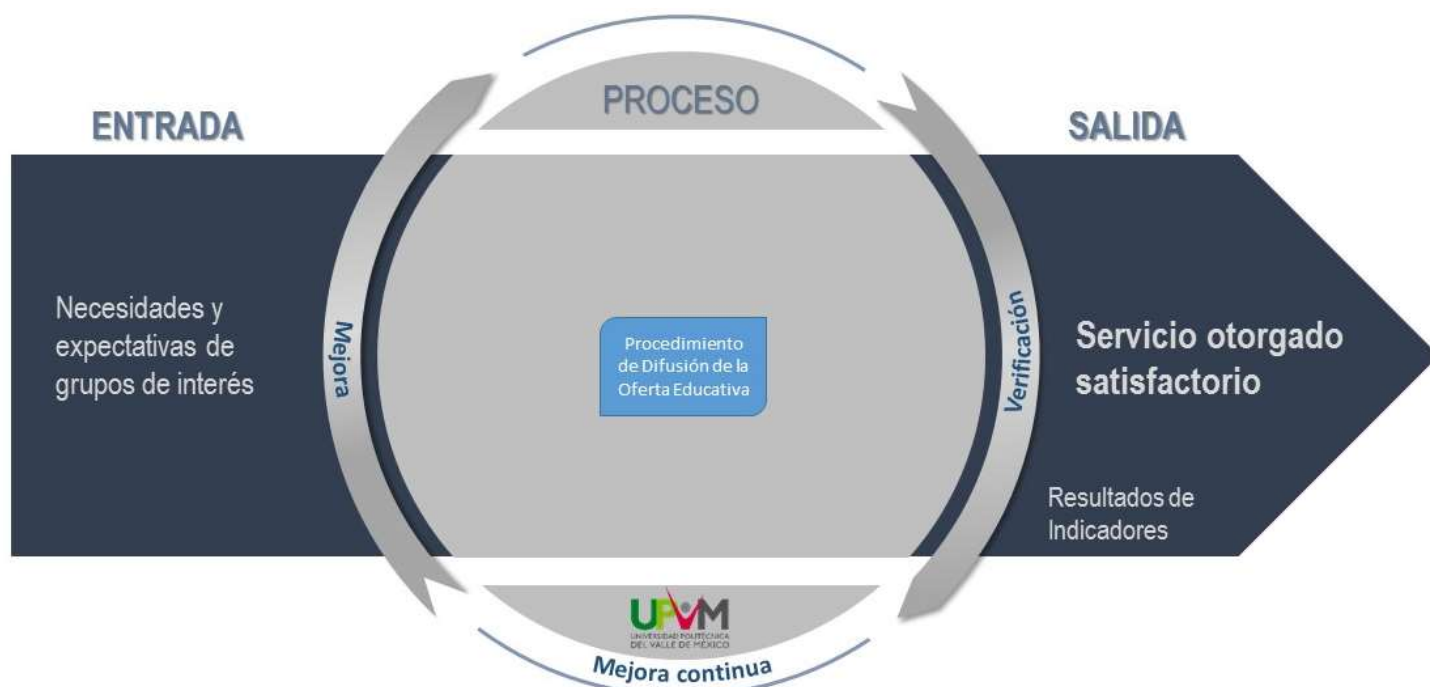 PROCESO
ENTRADA
SALIDA
Necesidades y
expectativas de
grupos de interés
Mejora
Procedimiento
de Difusión de la
Oferta Educativa
Verificación
Servicio otorgado
satisfactorio
Resultados de
Indicadores
UPVM
UNIVERSIDAD POLITÉCNICA
DEL VALLE DE MÉXICO
Mejora continua